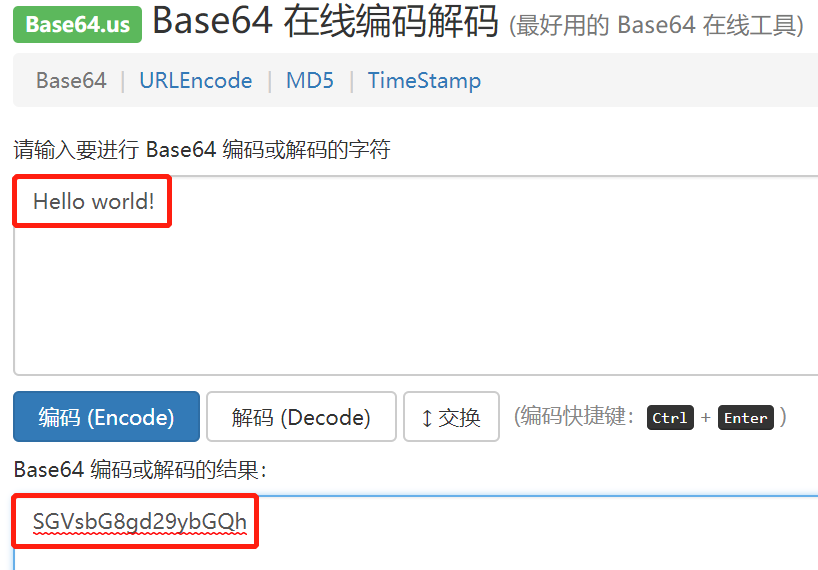 Base64.us Base64 在线编码解码 (最好用的 Base64 在线工具)
Base64 | URLEncode | MD5 | TimeStamp
请输入要进行 Base64 编码或解码的字符
Hello world!
编码 (Encode) 解码 (Decode) ↕ 交换 (编码快捷键： Ctrl + Enter )
Base64 编码或解码的结果：
SGVsbG8gd29ybGQh